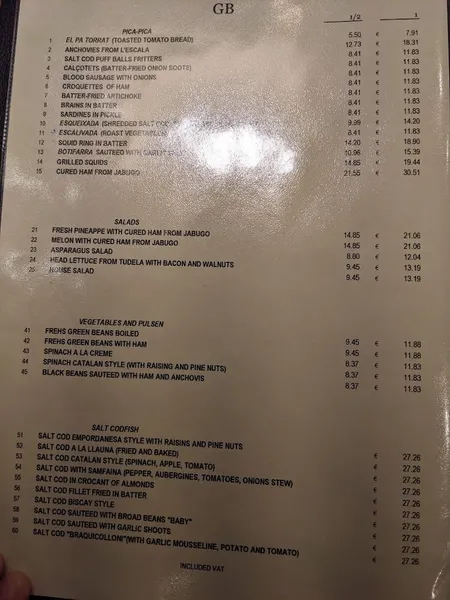 GB
1/2 1
PICA-PICA
1 EL PA TORRAT (TOASTED TOMATO BREAD) 5.50 € 7.91
2 ANCHOVIES FROM L'ESCALA 12.73 € 18.31
3 SALT COD PUFF BALLS FRITTERS 8.41 € 11.83
4 CALÇOTETS (BATTER-FRIED ONION SOOTE) 8.41 € 11.83
5 BLOOD SAUSAGE WITH ONIONS 8.41 € 11.83
6 CROQUETTES OF HAM 8.41 € 11.83
7 BATTER-FRIED ARTICHOKE 8.41 € 11.83
8 BRAINS IN BATTER 8.41 € 11.83
9 SARDINES IN PICKLE 8.41 € 11.83
10 ESQUEIXADA (SHREDDED SALT COD, 9.99 € 14.20
11 ESCALIVADA (ROAST VEGETABLES) 8.41 € 11.83
12 SQUID RING IN BATTER 14.20 € 18.90
13 BOTIFARRA SAUTEED WITH GARLIC 10.96 € 15.39
14 GRILLED SQUIDS 14.85 € 19.44
15 CURED HAM FROM JABUGO 21.55 € 30.51
SALADS
21 FRESH PINEAPPE WITH CURED HAM FROM JABUGO 14.85 € 21.06
22 MELON WITH CURED HAM FROM JABUGO 14.85 € 21.06
23 ASPARAGUS SALAD 8.80 € 12.04
24 HEAD LETTUCE FROM TUDELA WITH BACON AND WALNUTS 9.45 € 13.19
25 HOUSE SALAD 9.45 € 13.19
VEGETABLES AND PULSEN
41 FREHS GREEN BEANS BOILED 9.45 € 11.88
42 FREHS GREEN BEANS WITH HAM 9.45 € 11.88
43 SPINACH A LA CREME 8.37 € 11.83
44 SPINACH CATALAN STYLE (WITH RAISING AND PINE NUTS) 8.37 € 11.83
45 BLACK BEANS SAUTEED WITH HAM AND ANCHOVIS 8.37 € 11.83
SALT CODFISH
51 SALT COD EMPORDANESA STYLE WITH RAISINS AND PINE NUTS € 27.26
52 SALT COD A LA LLAUNA (FRIED AND BAKED) € 27.26
53 SALT COD CATALAN STYLE (SPINACH, APPLE, TOMATO) € 27.26
54 SALT COD WITH SAMFAINA (PEPPER, AUBERGINES, TOMATOES, ONIONS STEW) € 27.26
55 SALT COD IN CROCANT OF ALMONDS € 27.26
56 SALT COD FILLET FRIED IN BATTER € 27.26
57 SALT COD BISCAY STYLE € 27.26
58 SALT COD SAUTEED WITH BROAD BEANS "BABY" € 27.26
59 SALT COD SAUTEED WITH GARLIC SHOOTS € 27.26
60 SALT COD "BRAQUICOLLONI"(WITH GARLIC MOUSSELINE, POTATO AND TOMATO) € 27.26
INCLUDED VAT